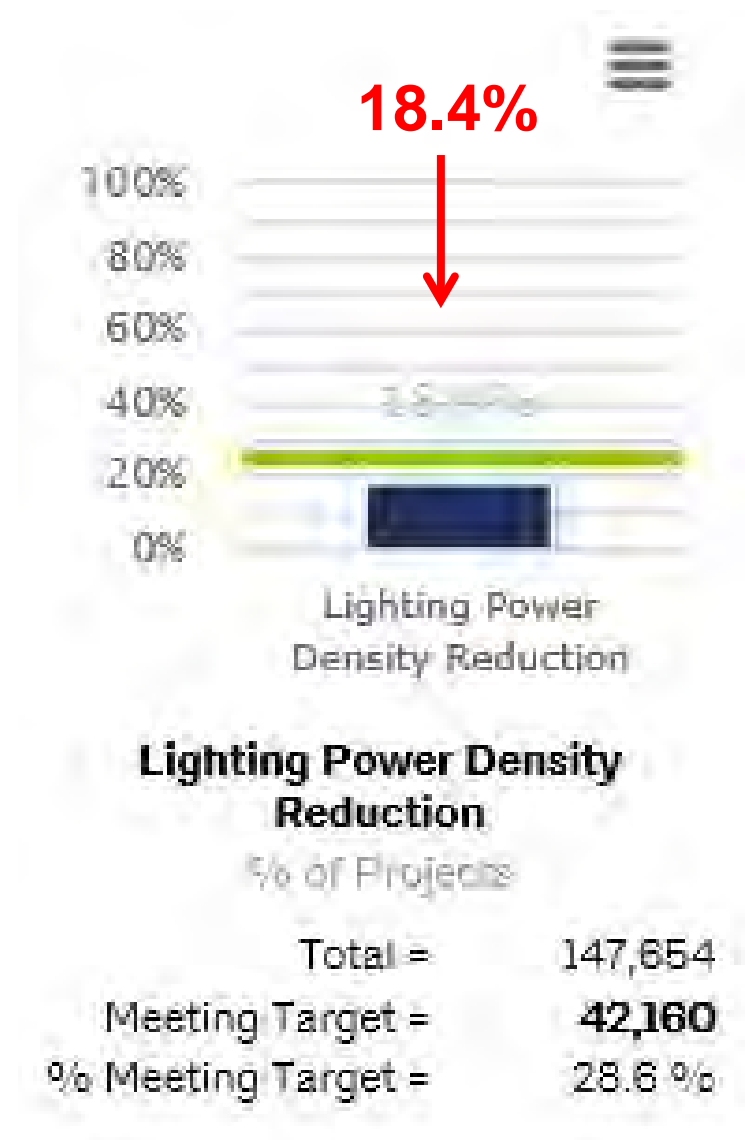 18.4%
100%
80%
60%
40%
20%
0%
Lighting Power
Density Reduction
Lighting Power Density
Reduction
% of Projects
Total = 147,654
Meeting Target = 42,160
% Meeting Target = 28.6 %